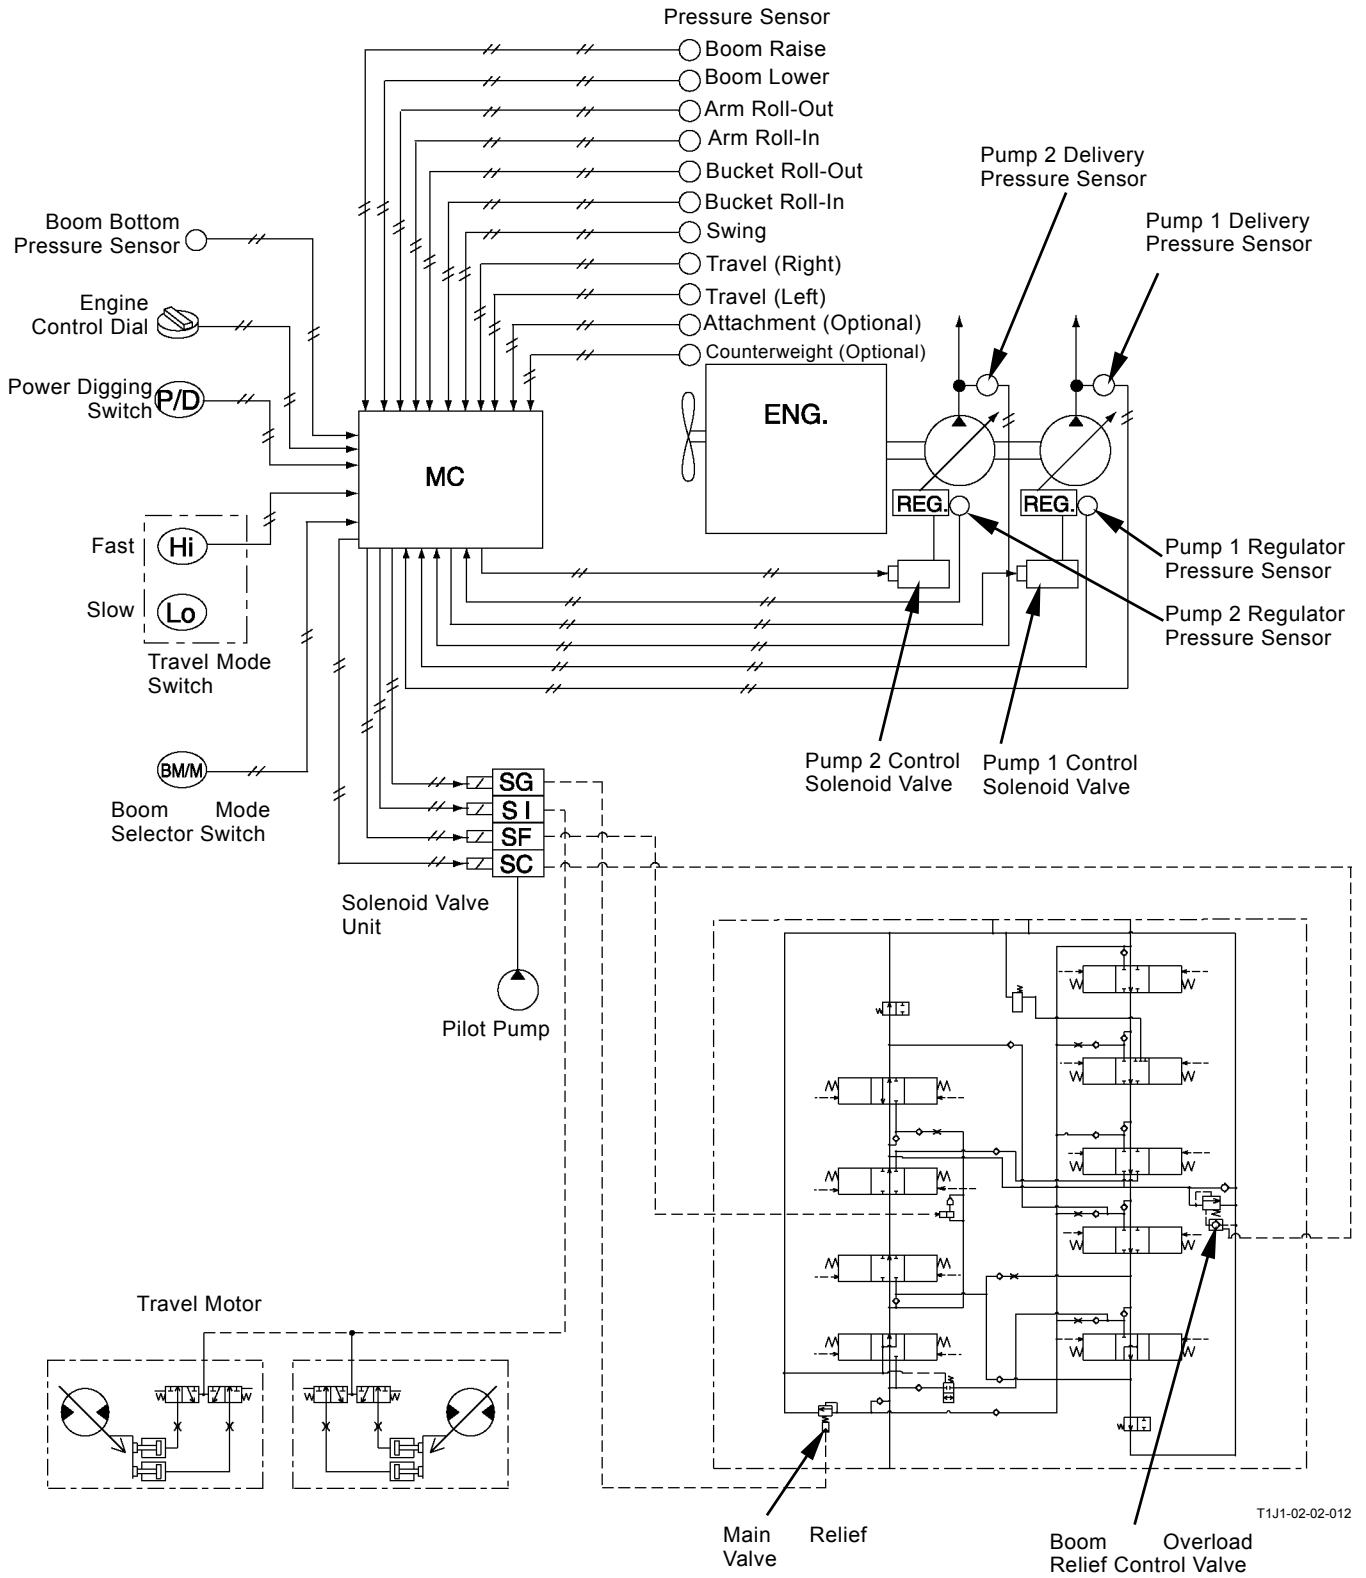 Pressure Sensor
Boom Raise
Boom Lower
Arm Roll-Out
Arm Roll-In
Bucket Roll-Out
Bucket Roll-In
Swing
Travel (Right)
Travel (Left)
Attachment (Optional)
Counterweight (Optional)
Pump 2 Delivery
Pressure Sensor
Pump 1 Delivery
Pressure Sensor
Boom Bottom
Pressure Sensor
Engine
Control Dial
Power Digging
Switch
P/D
MC
ENG.
REG.
REG.
Fast
Hi
Slow
Lo
Travel Mode
Switch
Pump 1 Regulator
Pressure Sensor
Pump 2 Regulator
Pressure Sensor
Pump 2 Control
Solenoid Valve
Pump 1 Control
Solenoid Valve
BM/M
Boom Mode
Selector Switch
SG
SI
SF
SC
Solenoid Valve
Unit
Pilot Pump
Travel Motor
Main Relief
Valve
Boom Overload
Relief Control Valve
T1J1-02-02-012